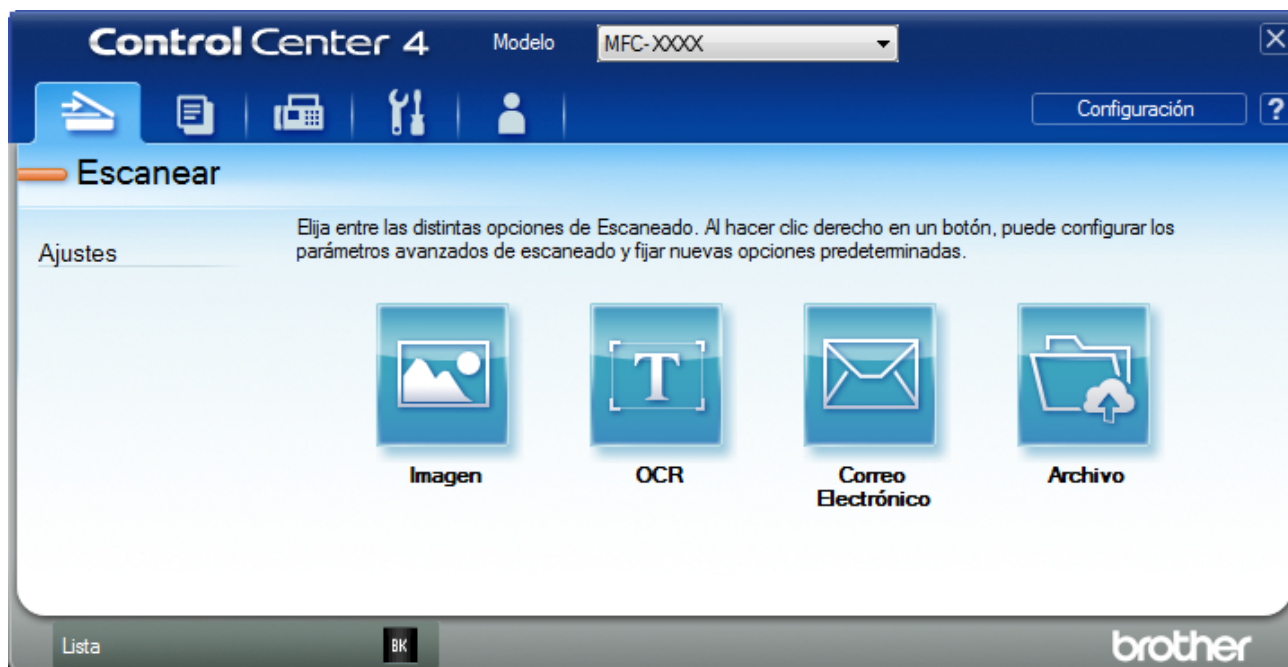 Control Center 4
Modelo
MFC-XXXX
Configuración
?
Escanear
Ajustes
Elija entre las distintas opciones de Escaneado. Al hacer clic derecho en un botón, puede configurar los
parámetros avanzados de escaneado y fijar nuevas opciones predeterminadas.
T
Imagen
OCR
Correo
Electrónico
Archivo
Lista
BK
brother